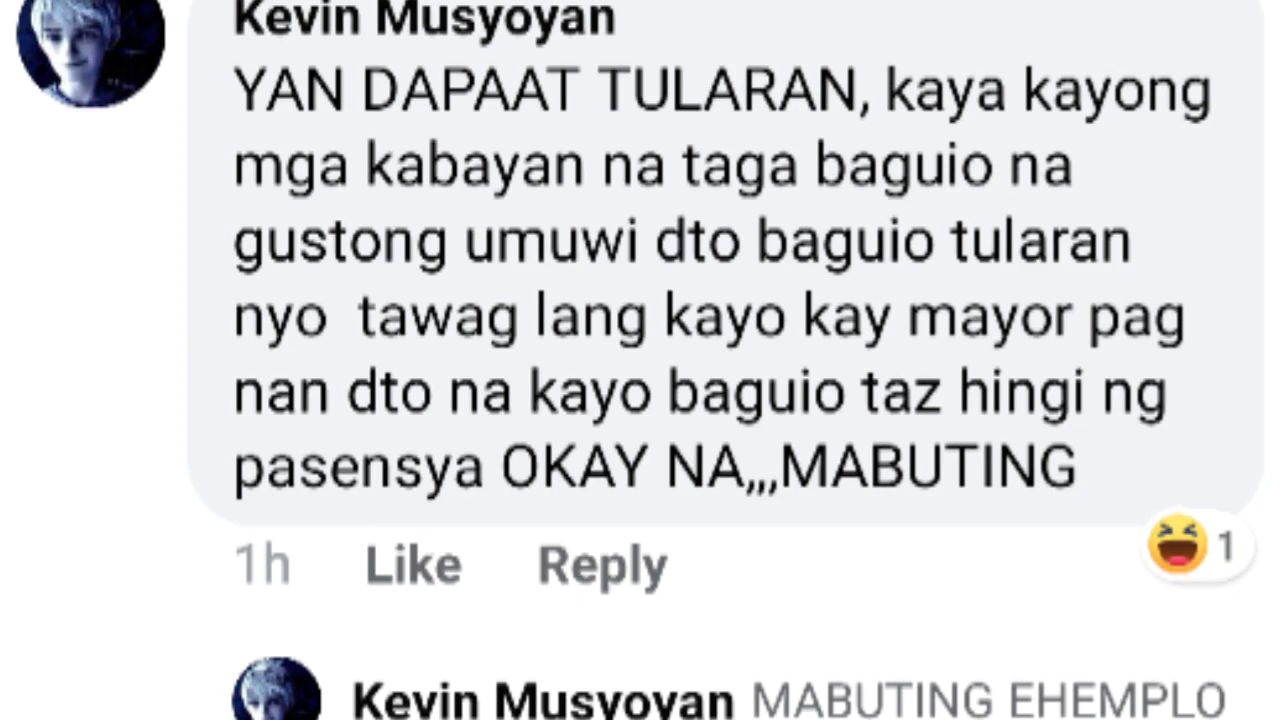 Kevin Musyoyan
YAN DAPAAT TULARAN, kaya kayong
mga kabayan na taga baguio na
gustong umuwi dto baguio tularan
nyo  tawag lang kayo kay mayor pag
nan dto na kayo baguio taz hingi ng
pasensya OKAY NA,,,MABUTING
1h Like Reply 1
Kevin Musyoyan MABUTING EHEMPLO